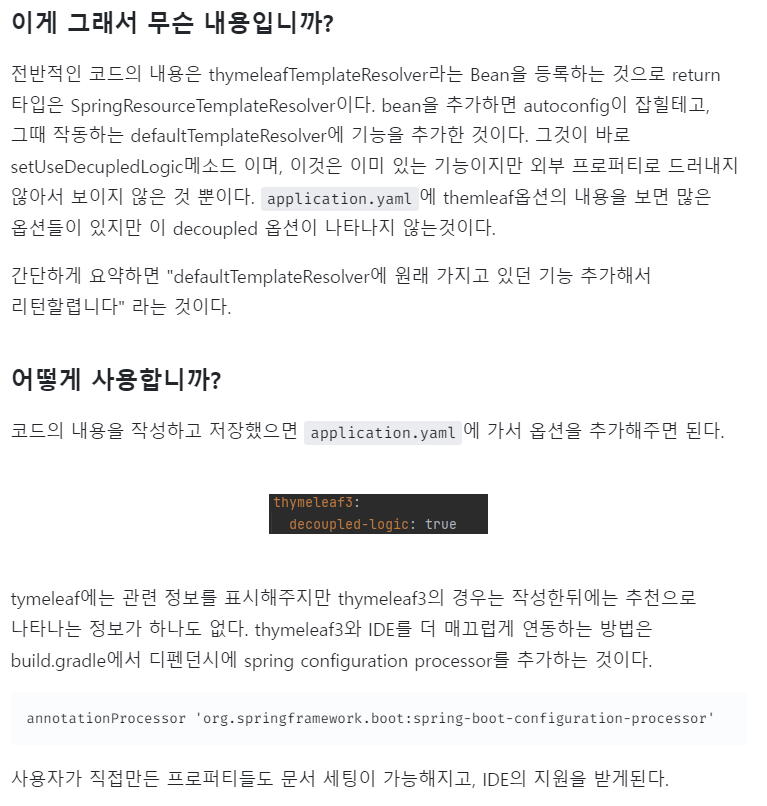 이게 그래서 무슨 내용입니까?
전반적인 코드의 내용은 thymeleafTemplateResolver라는 Bean을 등록하는 것으로 return
타입은 SpringResourceTemplateResolver이다. bean을 추가하면 autoconfig이 잡힐테고,
그때 작동하는 defaultTemplateResolver에 기능을 추가한 것이다. 그것이 바로
setUseDecupledLogic메소드 이며, 이것은 이미 있는 기능이지만 외부 프로퍼티로 드러내지
않아서 보이지 않은 것 뿐이다. application.yaml에 themleaf옵션의 내용을 보면 많은
옵션들이 있지만 이 decoupled 옵션이 나타나지 않는것이다.
간단하게 요약하면 "defaultTemplateResolver에 원래 가지고 있던 기능 추가해서
리턴할렵니다" 라는 것이다.
어떻게 사용합니까?
코드의 내용을 작성하고 저장했으면 application.yaml에 가서 옵션을 추가해주면 된다.
thymeleaf3:
decoupled-logic: true
tymeleaf에는 관련 정보를 표시해주지만 thymeleaf3의 경우는 작성한뒤에는 추천으로
나타나는 정보가 하나도 없다. thymeleaf3와 IDE를 더 매끄럽게 연동하는 방법은
build.gradle에서 디펜던시에 spring configuration processor를 추가하는 것이다.
annotationProcessor 'org.springframework.boot:spring-boot-configuration-processor'
사용자가 직접만든 프로퍼티들도 문서 세팅이 가능해지고, IDE의 지원을 받게된다.